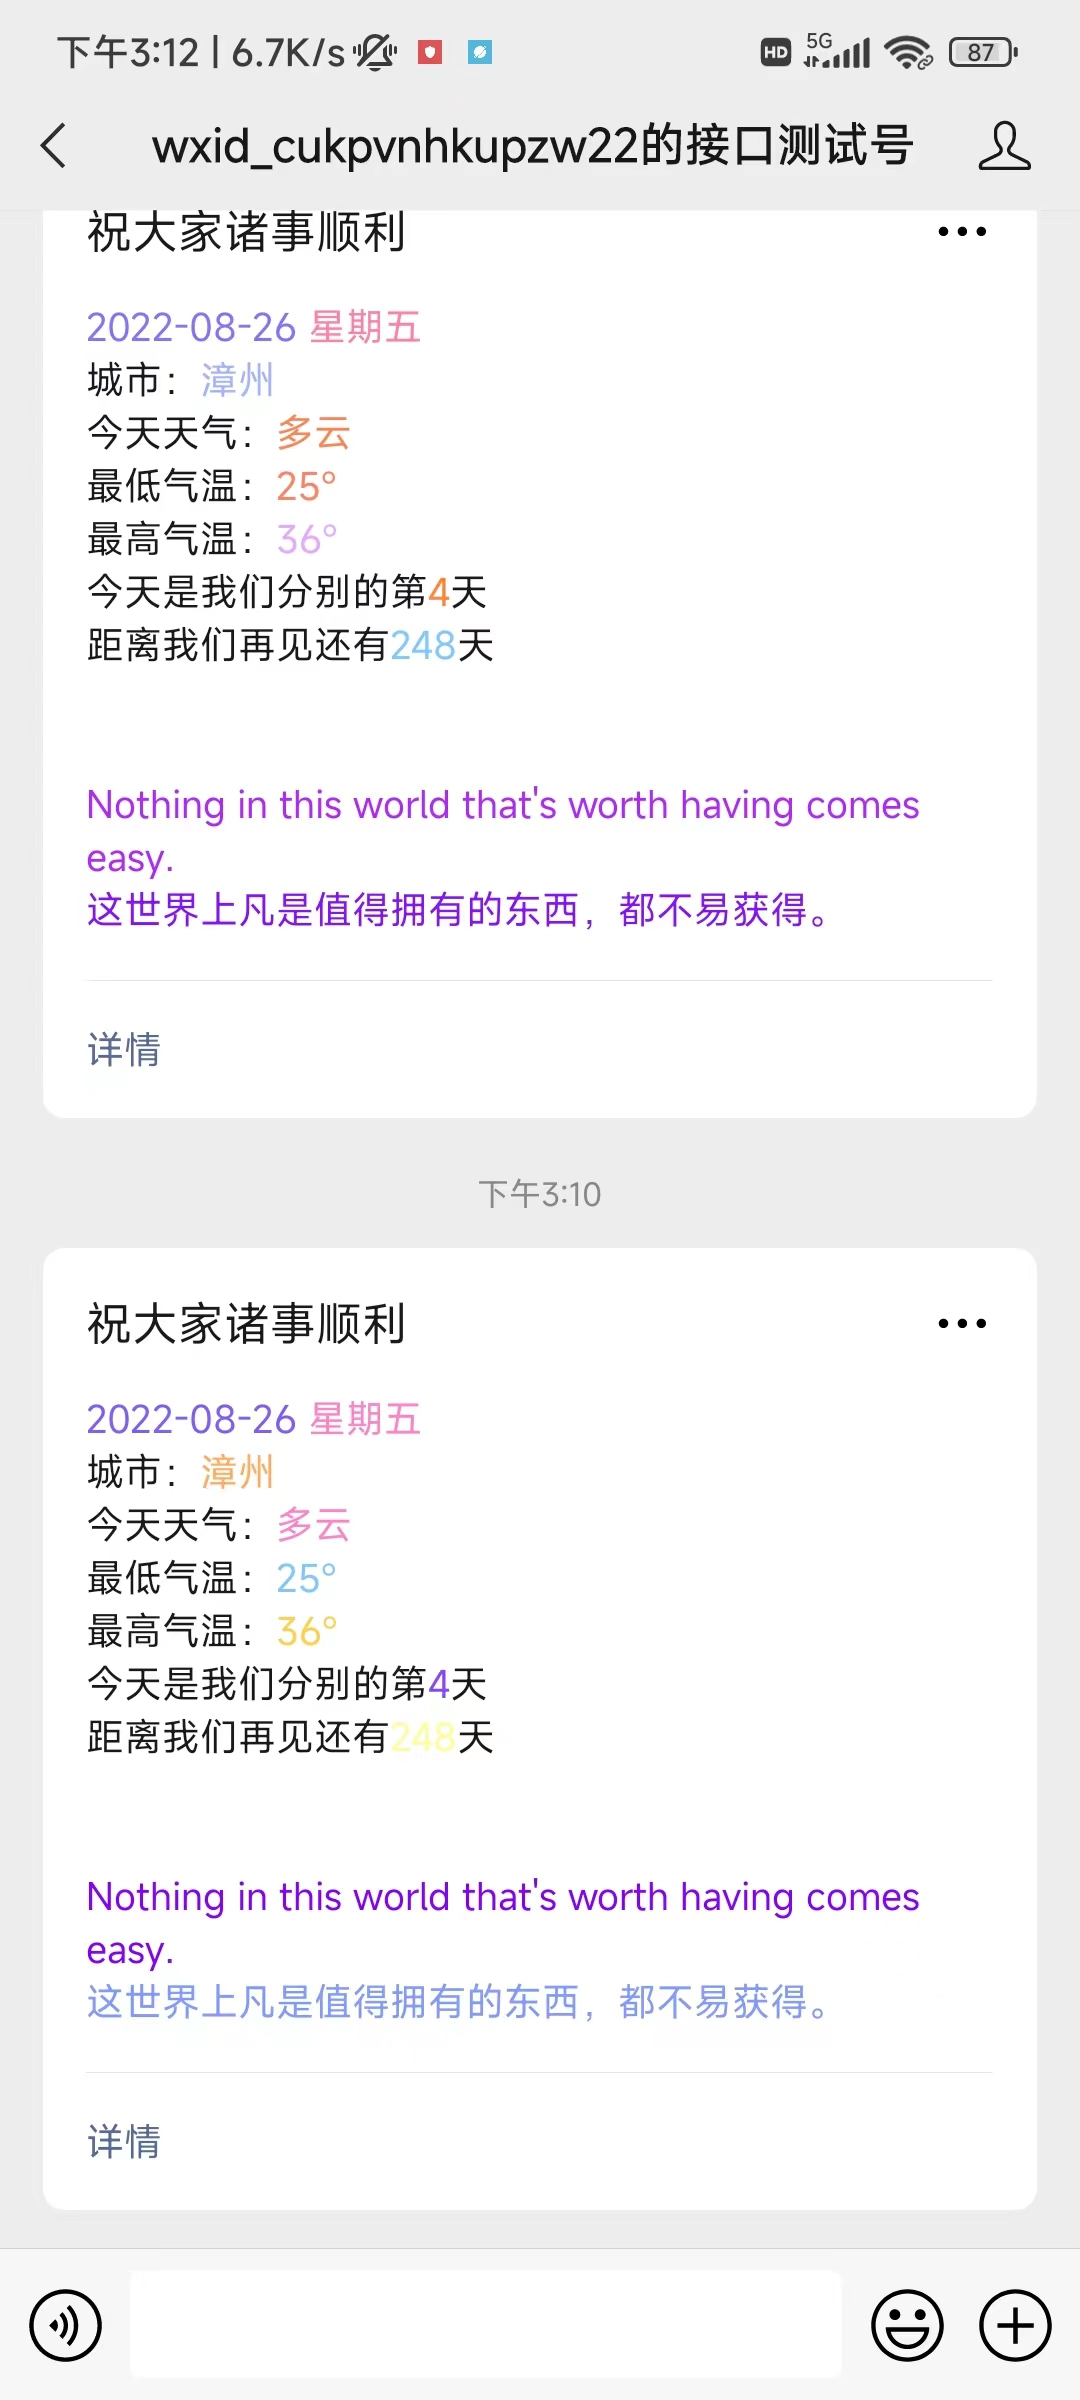 下午3:12 | 6.7K/s
HD 5G 87
wxid_cukpvnhkupzw22的接口测试号
祝大家诸事顺利
2022-08-26 星期五
城市：漳州
今天天气：多云
最低气温：25°
最高气温：36°
今天是我们分别的第4天
距离我们再见还有248天
Nothing in this world that's worth having comes
easy.
这世界上凡是值得拥有的东西，都不易获得。
详情
下午3:10
祝大家诸事顺利
2022-08-26 星期五
城市：漳州
今天天气：多云
最低气温：25°
最高气温：36°
今天是我们分别的第4天
距离我们再见还有248天
Nothing in this world that's worth having comes
easy.
这世界上凡是值得拥有的东西，都不易获得。
详情